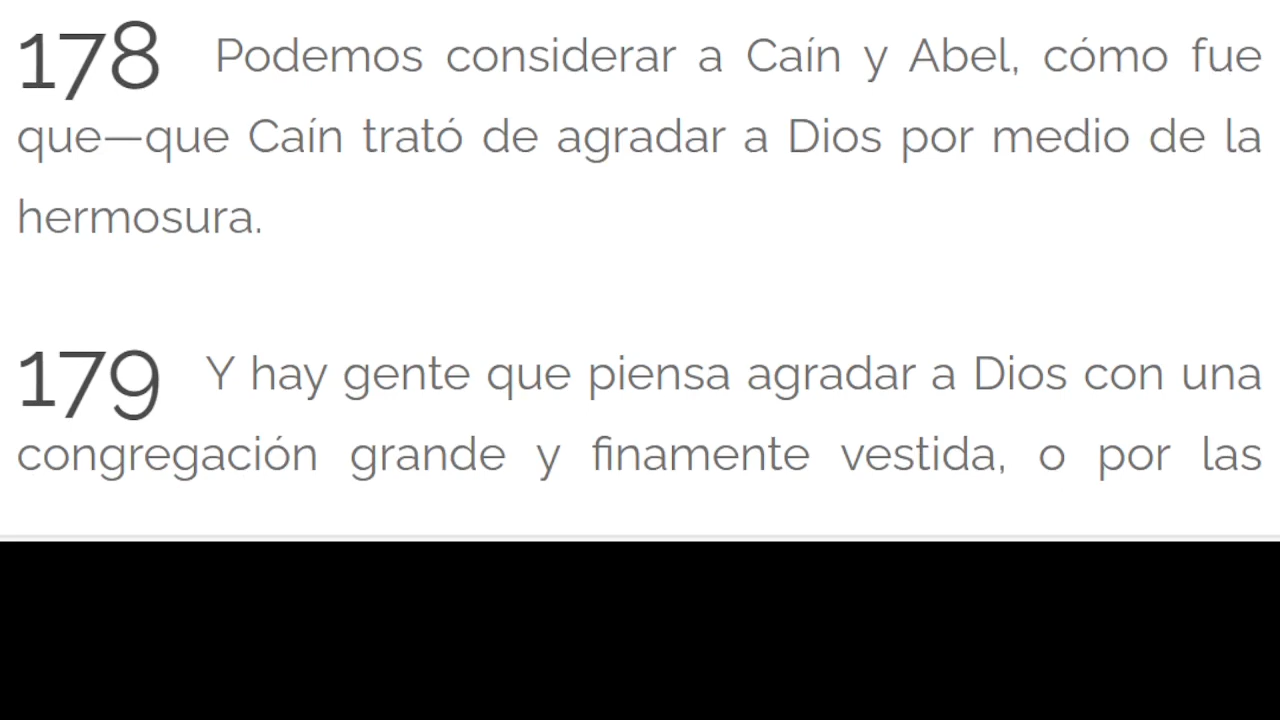 178 Podemos considerar a Caín y Abel, cómo fue
que—que Caín trató de agradar a Dios por medio de la
hermosura.
179 Y hay gente que piensa agradar a Dios con una
congregación grande y finamente vestida, o por las